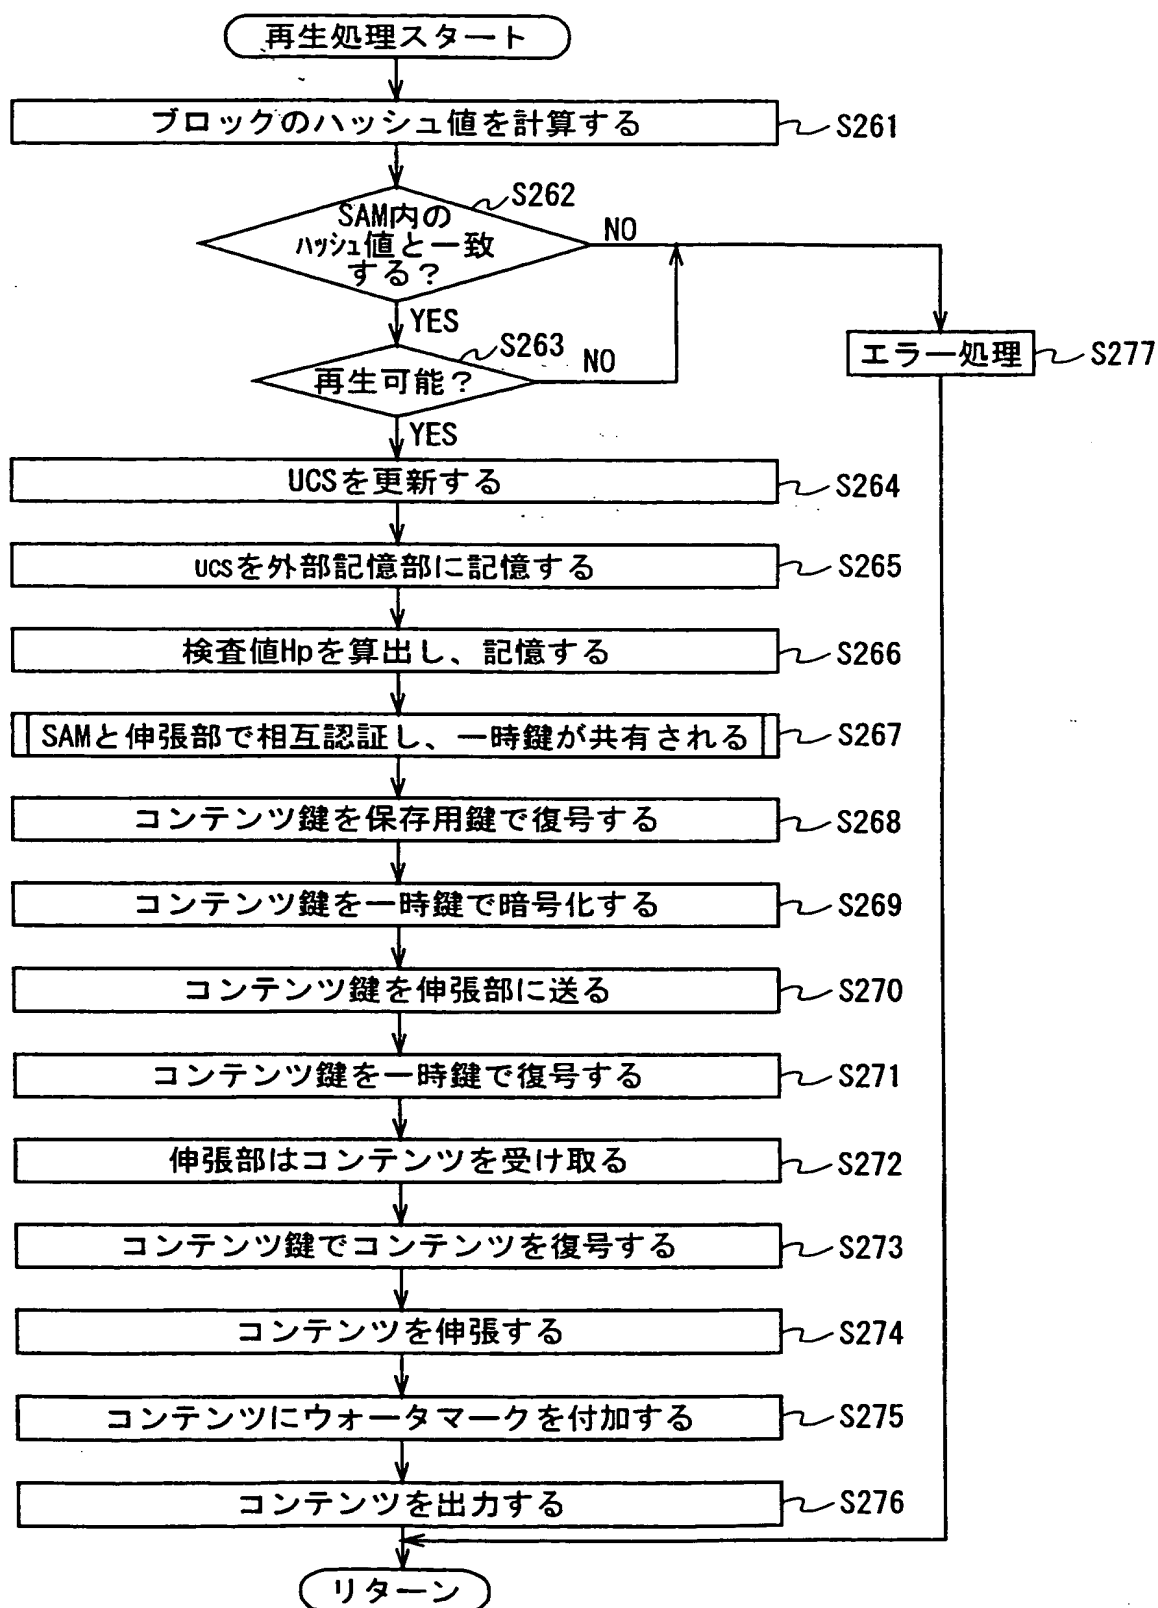 再生処理スタート
ブロックのハッシュ値を計算する
S261
S262
SAM内の
ハッシュ値と一致
する?
NO
YES
S263
再生可能?
NO
エラー処理
S277
YES
UCSを更新する
S264
UCSを外部記憶部に記憶する
S265
検査値Hpを算出し、記憶する
S266
SAMと伸張部で相互認証し、一時鍵が共有される
S267
コンテンツ鍵を保存用鍵で復号する
S268
コンテンツ鍵を一時鍵で暗号化する
S269
コンテンツ鍵を伸張部に送る
S270
コンテンツ鍵を一時鍵で復号する
S271
伸張部はコンテンツを受け取る
S272
コンテンツ鍵でコンテンツを復号する
S273
コンテンツを伸張する
S274
コンテンツにウォータマークを付加する
S275
コンテンツを出力する
S276
リターン